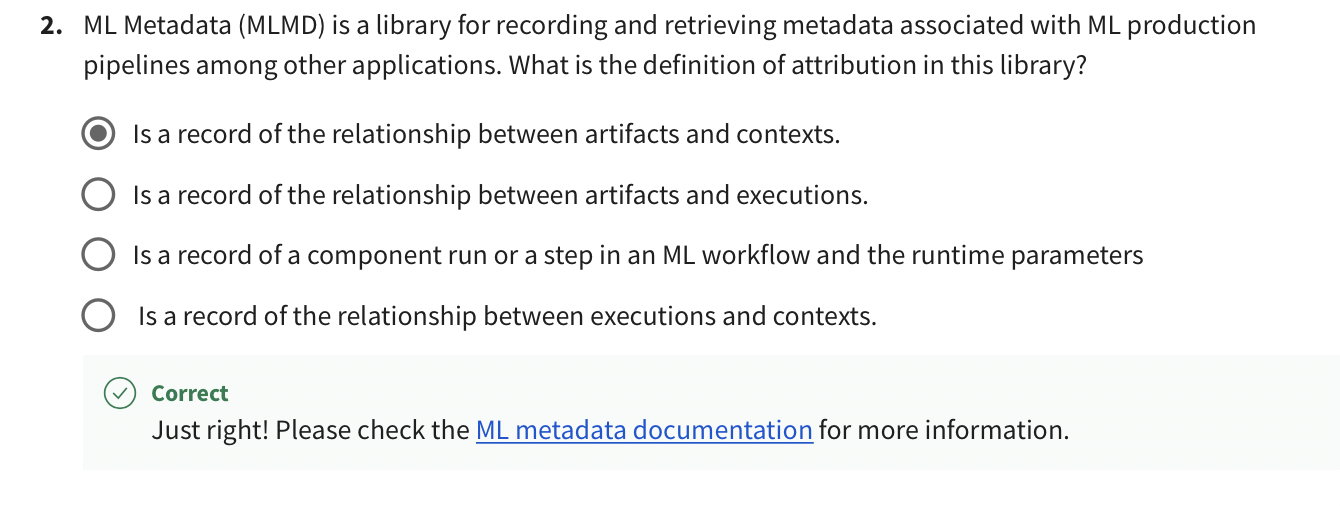 2. ML Metadata (MLMD) is a library for recording and retrieving metadata associated with ML production
pipelines among other applications. What is the definition of attribution in this library?
Is a record of the relationship between artifacts and contexts.
Is a record of the relationship between artifacts and executions.
Is a record of a component run or a step in an ML workflow and the runtime parameters
Is a record of the relationship between executions and contexts.
Correct
Just right! Please check the ML metadata documentation for more information.